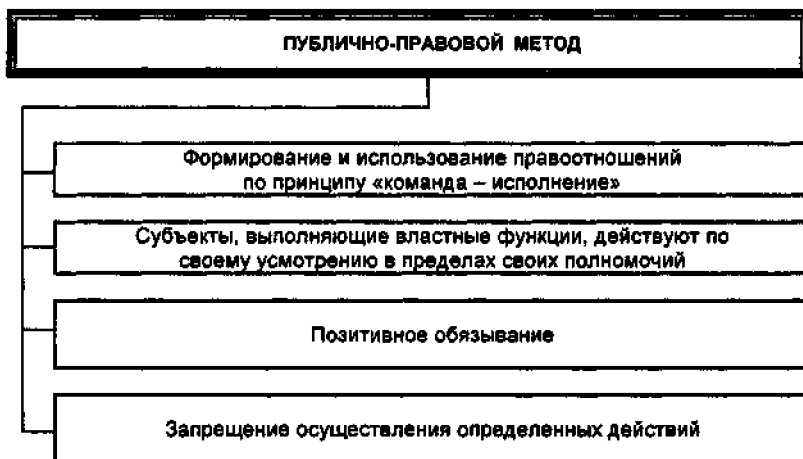 ПУБЛИЧНО-ПРАВОВОЙ МЕТОД
Формирование и использование правоотношений
по принципу «команда – исполнение»
Субъекты, выполняющие властные функции, действуют по
своему усмотрению в пределах своих полномочий
Позитивное обязывание
Запрещение осуществления определенных действий